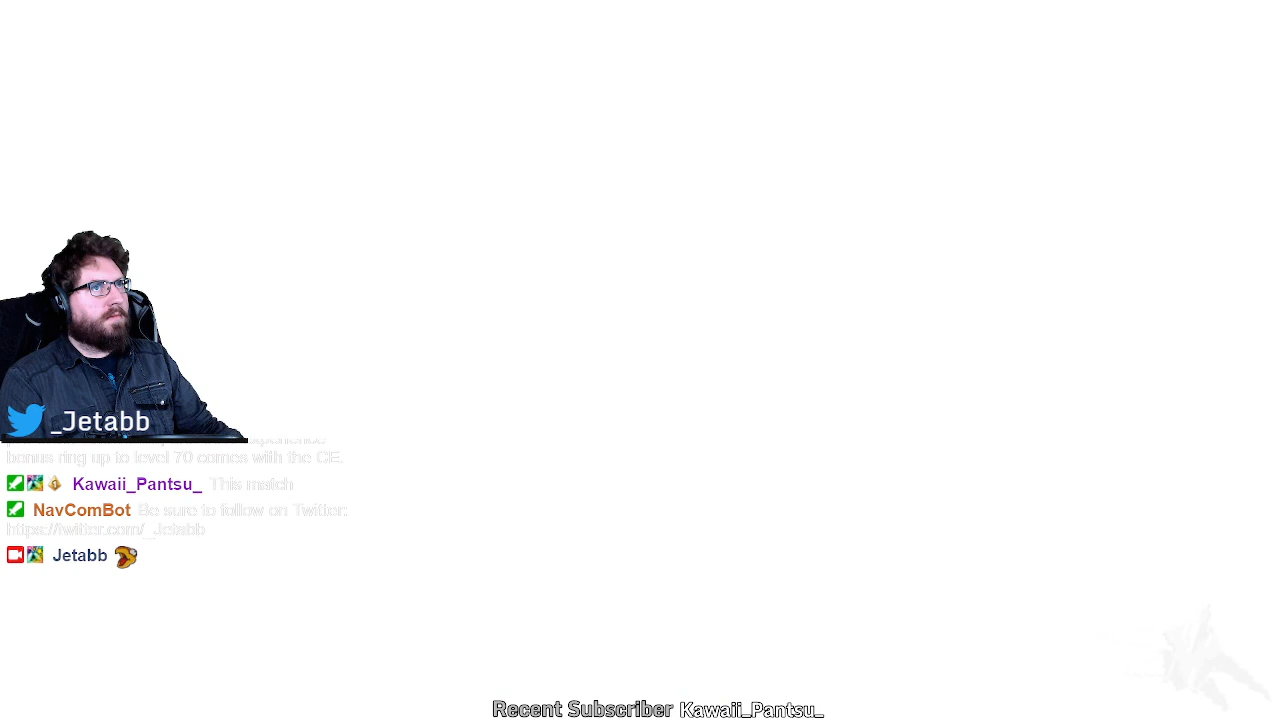 _Jetabb
bonus ring up to level 70 comes with the CE.
Kawaii_Pantsu_ This match
NavComBot Be sure to follow on Twitter:
https://twitter.com/_Jetabb
Jetabb
Recent Subscriber Kawaii_Pantsu_